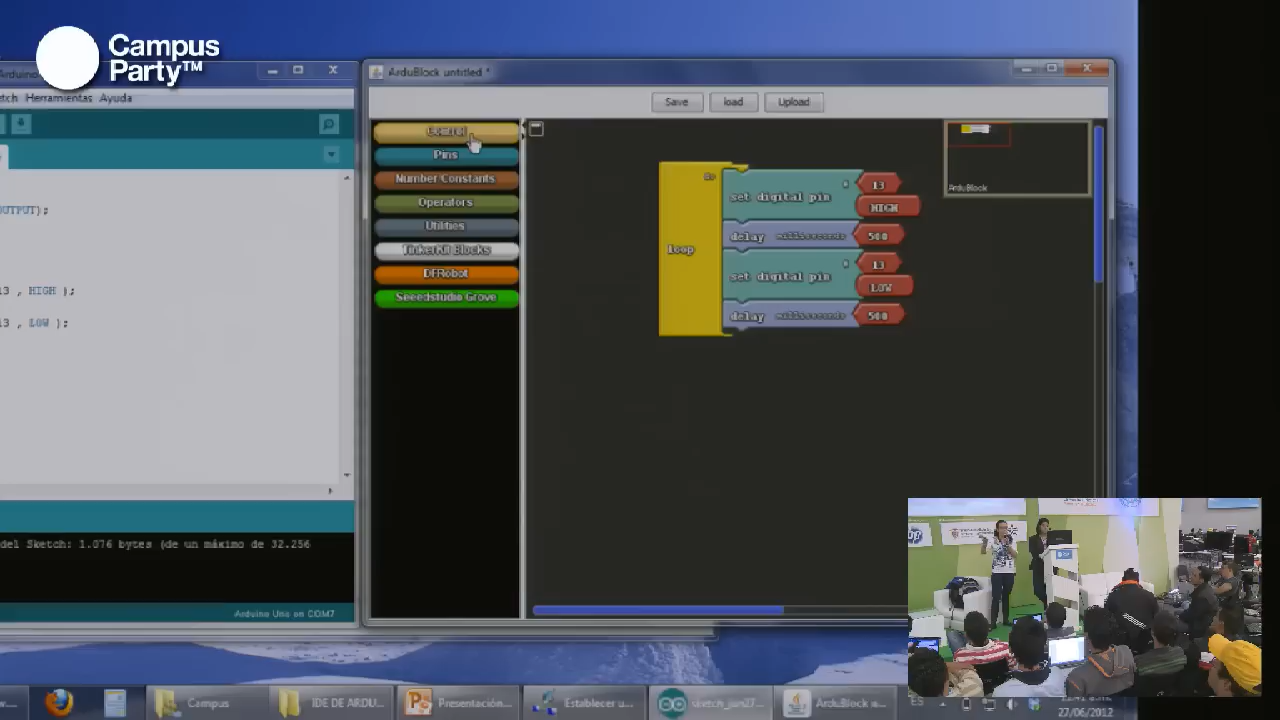 Campus
Party™
Arduino
tch Herramientas Ayuda
OUTPUT);
13 , HIGH );
13 , LOW );
del Sketch: 1.076 bytes (de un máximo de 32.256
Arduino Uno on COM7
ArduBlock untitled *
Save load Upload
Control
Pins
Number Constants
Operators
Utilities
TinkerKit Blocks
DFRobot
Seeedstudio Grove
Loop
do
set digital pin # 13
HIGH
delay milliseconds 500
set digital pin # 13
LOW
delay milliseconds 500
ArduBlock
hp
w... Campus IDE DE ARDU... Presentación... Establecer u... sketch_jun27... ArduBlock u...
ES
27/06/2012